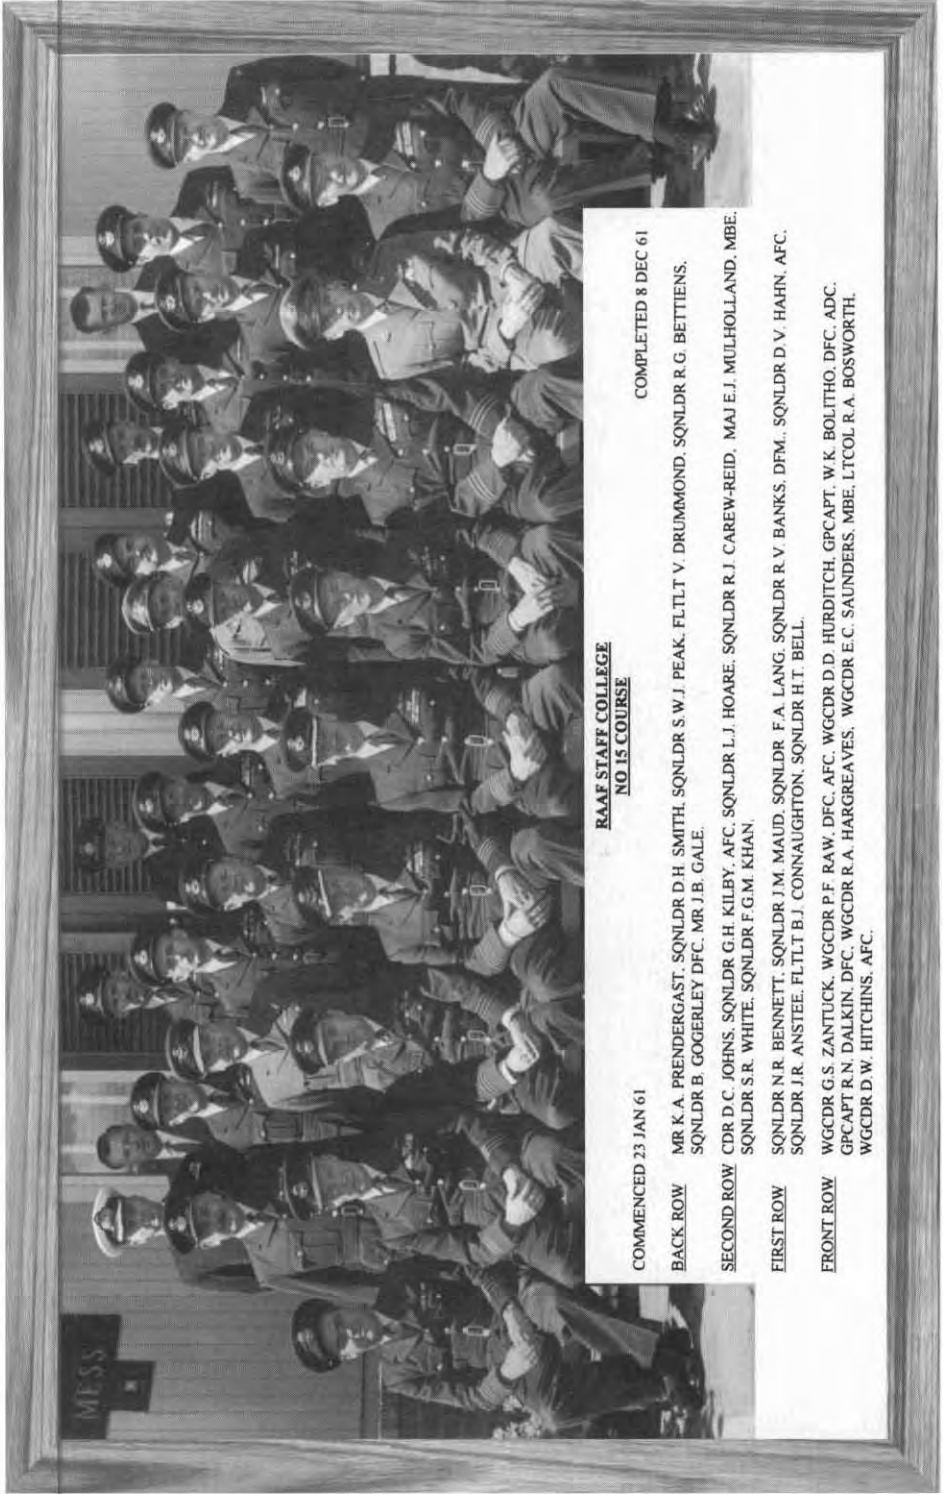 MESS
RAAF STAFF COLLEGE
NO 15 COURSE
COMMENCED 23 JAN 61 COMPLETED 8 DEC 61
BACK ROW MR K.A. PRENDERGAST, SQNLDR D.H. SMITH, SQNLDR S.W.J. PEAK, FLTLT V. DRUMMOND, SQNLDR R.G. BETTIENS,
SQNLDR B. GOGERLEY DFC, MR J.B. GALE.
SECOND ROW CDR D.C. JOHNS, SQNLDR G.H. KILBY, AFC, SQNLDR L.J. HOARE, SQNLDR R.J. CAREW-REID, MAJ E.J. MULHOLLAND, MBE,
SQNLDR S.R. WHITE, SQNLDR F.G.M. KHAN.
FIRST ROW SQNLDR N.R. BENNETT, SQNLDR J.M. MAUD, SQNLDR F.A. LANG, SQNLDR R.V. BANKS, DFM, SQNLDR D.V. HAHN, AFC,
SQNLDR J.R. ANSTEE, FLTLT B.J. CONNAUGHTON, SQNLDR H.T. BELL.
FRONT ROW WGCDR G.S. ZANTUCK, WGCDR P.F. RAW, DFC, AFC, WGCDR D.D. HURDITCH, GPCAPT, W.K. BOLITHO, DFC, ADC,
GPCAPT R.N. DALKIN, DFC, WGCDR R.A. HARGREAVES, WGCDR E.C. SAUNDERS, MBE, LTCOL R.A. BOSWORTH,
WGCDR D.W. HITCHINS, AFC.